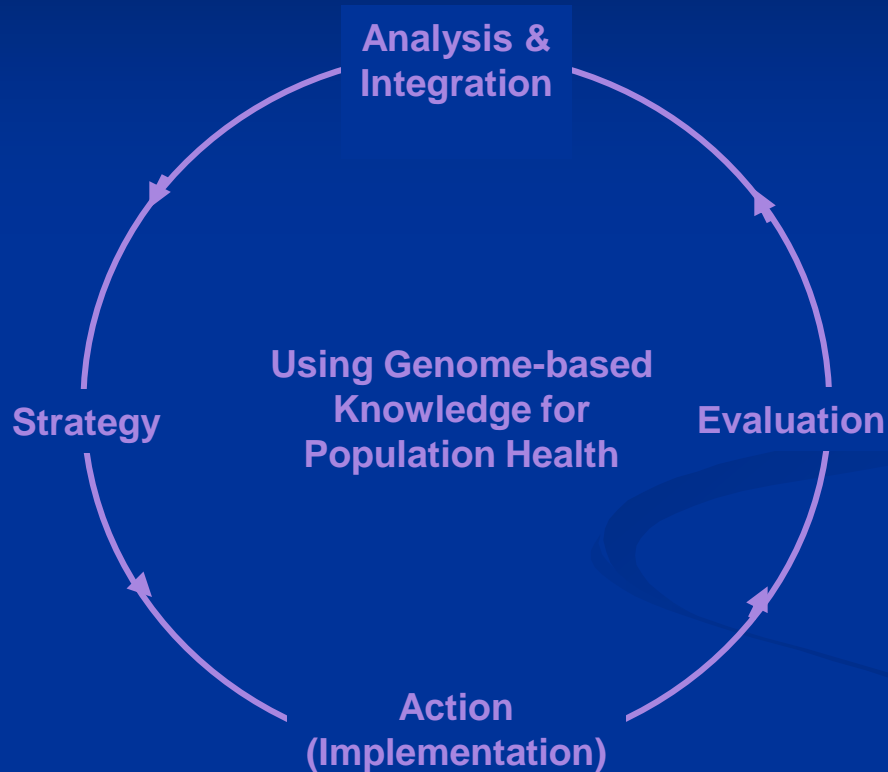 Analysis &
Integration
Using Genome-based
Knowledge for
Population Health
Strategy
Evaluation
Action
(Implementation)